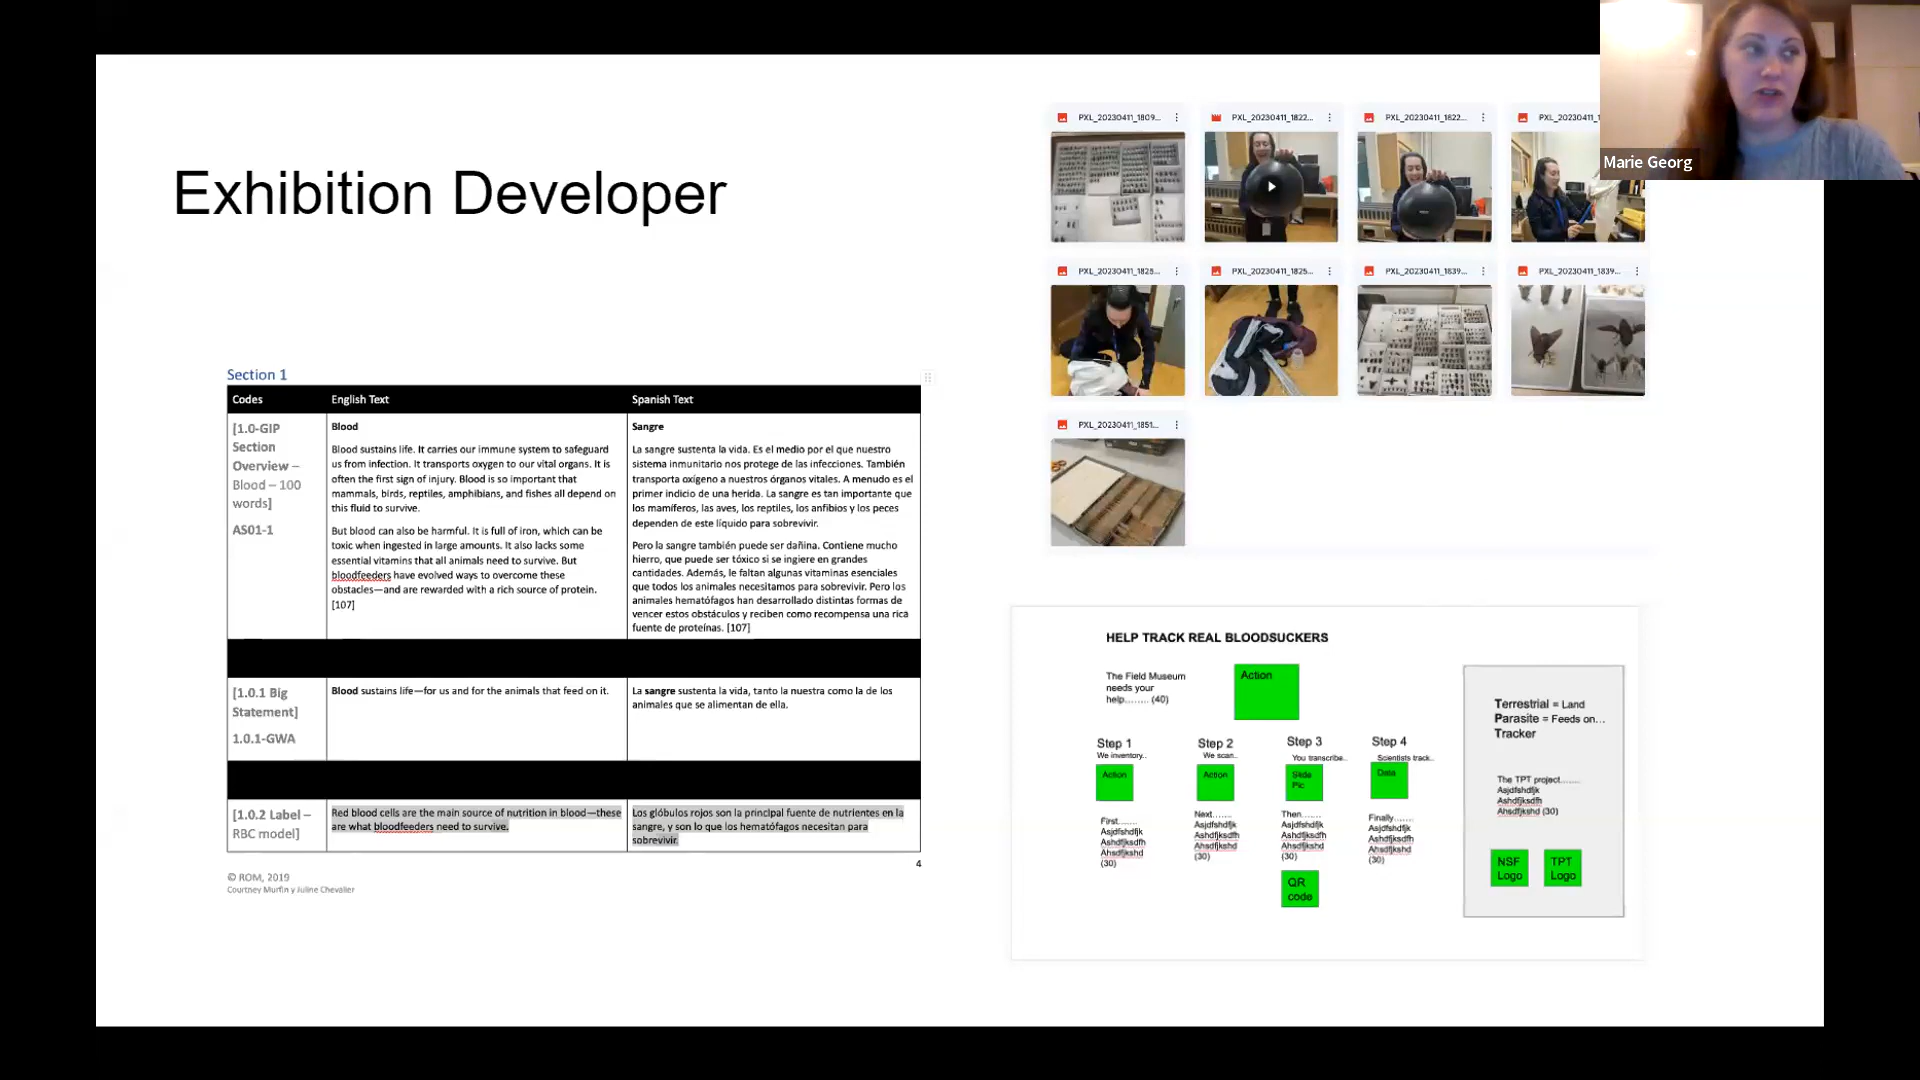 Exhibition Developer
Section 1
Codes
English Text
Spanish Text
[1.0-GIP
Section
Overview –
Blood – 100
words]
AS01-1
Blood
Blood sustains life. It carries our immune system to safeguard
us from infection. It transports oxygen to our vital organs. It is
often the first sign of injury. Blood is so important that
mammals, birds, reptiles, amphibians, and fishes all depend on
this fluid to survive.
But blood can also be harmful. It is full of iron, which can be
toxic when ingested in large amounts. It also lacks some
essential vitamins that all animals need to survive. But
bloodfeeders have evolved ways to overcome these
obstacles—and are rewarded with a rich source of protein.
[107]
Sangre
La sangre sustenta la vida. Es el medio por el que nuestro
sistema inmunitario nos protege de las infecciones. También
transporta oxígeno a nuestros órganos vitales. A menudo es el
primer indicio de una herida. La sangre es tan importante que
los mamíferos, las aves, los reptiles, los anfibios y los peces
dependen de este líquido para sobrevivir.
Pero la sangre también puede ser dañina. Contiene mucho
hierro, que puede ser tóxico si se ingiere en grandes
cantidades. Además, le faltan algunas vitaminas esenciales
que todos los animales necesitamos para sobrevivir. Pero los
animales hematófagos han desarrollado distintas formas de
vencer estos obstáculos y reciben como recompensa una rica
fuente de proteínas. [107]
[1.0.1 Big
Statement]
1.0.1-GWA
Blood sustains life—for us and for the animals that feed on it.
La sangre sustenta la vida, tanto la nuestra como la de los
animales que se alimentan de ella.
[1.0.2 Label –
RBC model]
Red blood cells are the main source of nutrition in blood—these
are what bloodfeeders need to survive.
Los glóbulos rojos son la principal fuente de nutrientes en la
sangre, y son lo que los hematófagos necesitan para
sobrevivir.
4
© ROM, 2019
Courtney Murfin y Juline Chevalier
PXL_20230411_1809...
PXL_20230411_1822...
PXL_20230411_1822...
PXL_20230411_1
PXL_20230411_1825...
PXL_20230411_1825...
PXL_20230411_1839...
PXL_20230411_1839...
PXL_20230411_1851...
Marie Georg
HELP TRACK REAL BLOODSUCKERS
The Field Museum
needs your
help........ (40)
Action
Step 1
We inventory..
Action
First.......
Asjdfshdfjk
Ashdfjksdfh
Ahsdfjkshd
(30)
Step 2
We scan..
Action
Next.......
Asjdfshdfjk
Ashdfjksdfh
Ahsdfjkshd
(30)
Step 3
You transcribe..
Slide
Pic
Then.......
Asjdfshdfjk
Ashdfjksdfh
Ahsdfjkshd
(30)
QR
code
Step 4
Scientists track..
Data
Finally.......
Asjdfshdfjk
Ashdfjksdfh
Ahsdfjkshd
(30)
Terrestrial = Land
Parasite = Feeds on...
Tracker
The TPT project.......
Asjdfshdfjk
Ashdfjksdfh
Ahsdfjkshd (30)
NSF
Logo
TPT
Logo